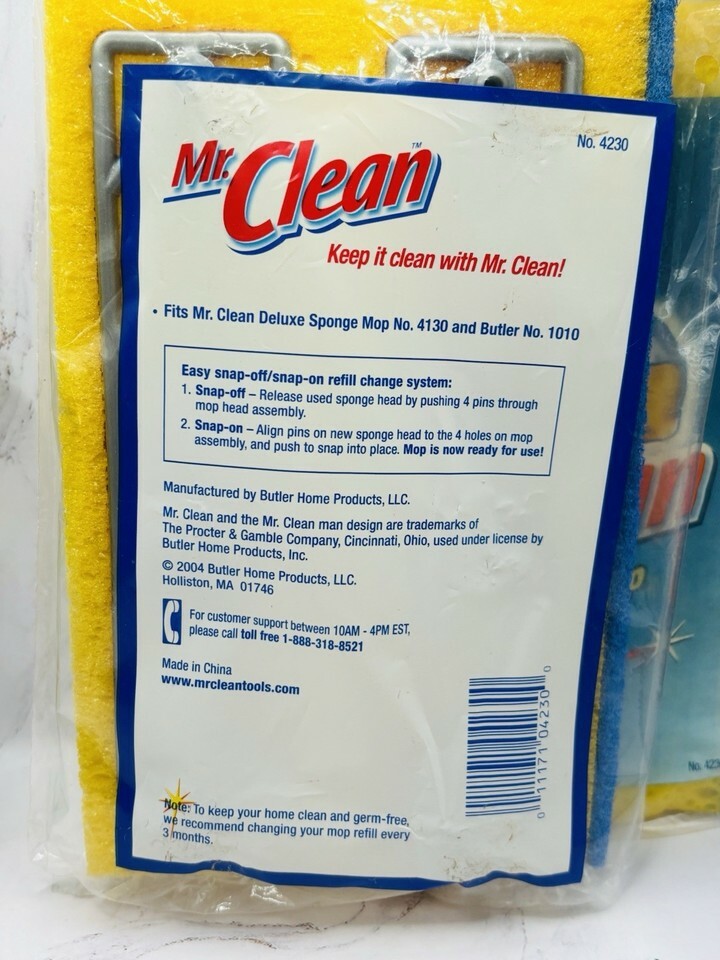 Mr. Clean™
No. 4230
Keep it clean with Mr. Clean!
• Fits Mr. Clean Deluxe Sponge Mop No. 4130 and Butler No. 1010
Easy snap-off/snap-on refill change system:
1. Snap-off – Release used sponge head by pushing 4 pins through
mop head assembly.
2. Snap-on – Align pins on new sponge head to the 4 holes on mop
assembly, and push to snap into place. Mop is now ready for use!
Manufactured by Butler Home Products, LLC.
Mr. Clean and the Mr. Clean man design are trademarks of
The Procter & Gamble Company, Cincinnati, Ohio, used under license by
Butler Home Products, Inc.
© 2004 Butler Home Products, LLC.
Holliston, MA 01746
For customer support between 10AM - 4PM EST,
please call toll free 1-888-318-8521
Made in China
www.mrcleantools.com
0 11171 04230 0
Note: To keep your home clean and germ-free,
we recommend changing your mop refill every
3 months.